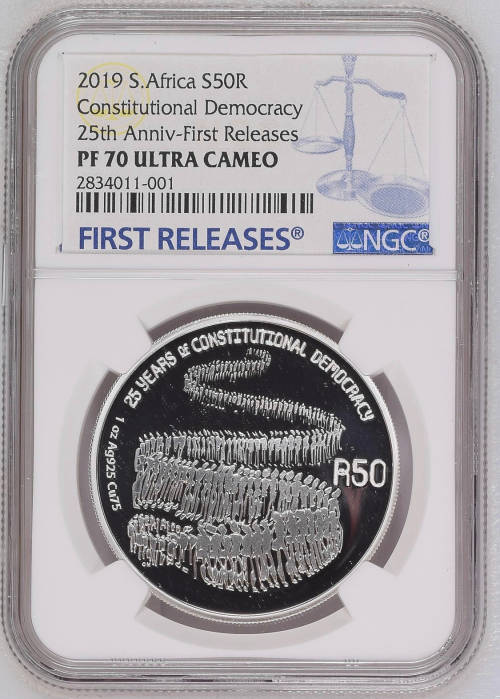 2019 S.Africa S50R
Constitutional Democracy
25th Anniv-First Releases
PF 70 ULTRA CAMEO
2834011-001
FIRST RELEASES®
NGC®
25 YEARS OF CONSTITUTIONAL DEMOCRACY
1 oz Ag925 Cu75
R50